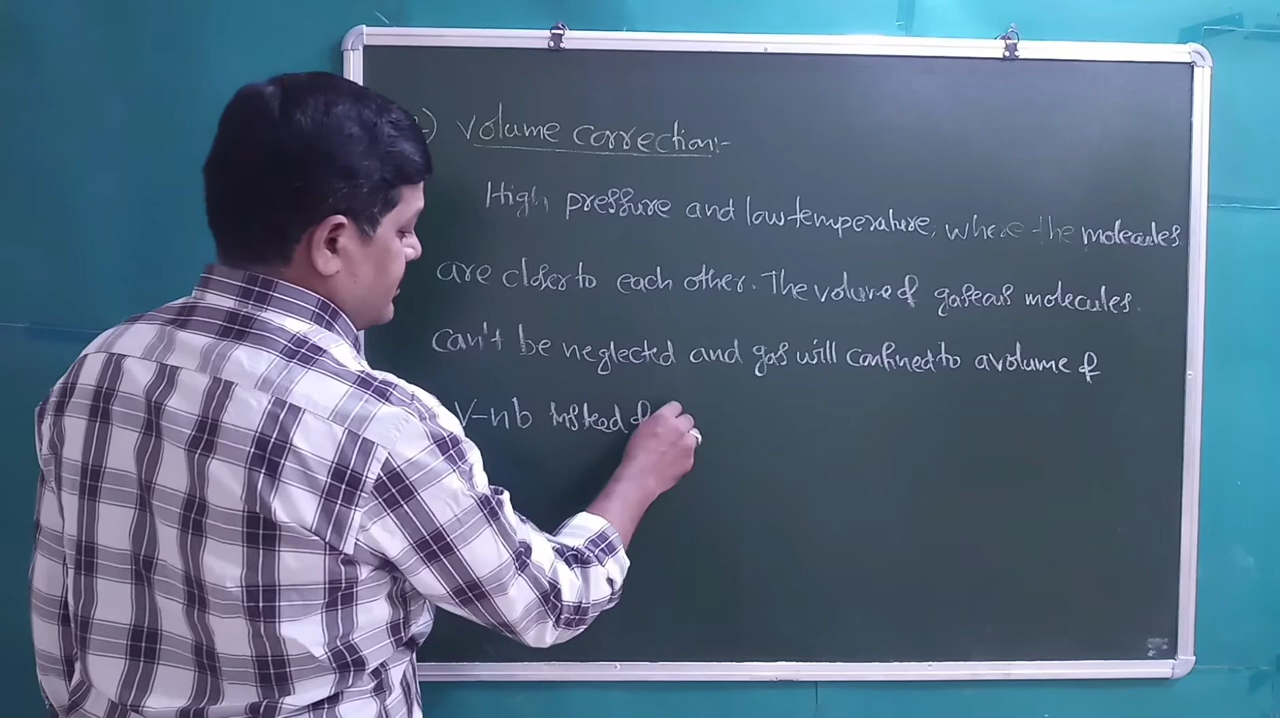 ) Volume correction:-
High pressure and low temperature, where the molecules
are closer to each other. The volume of gaseous molecules.
can't be neglected and gas will confined to a volume of
V-nb instead of